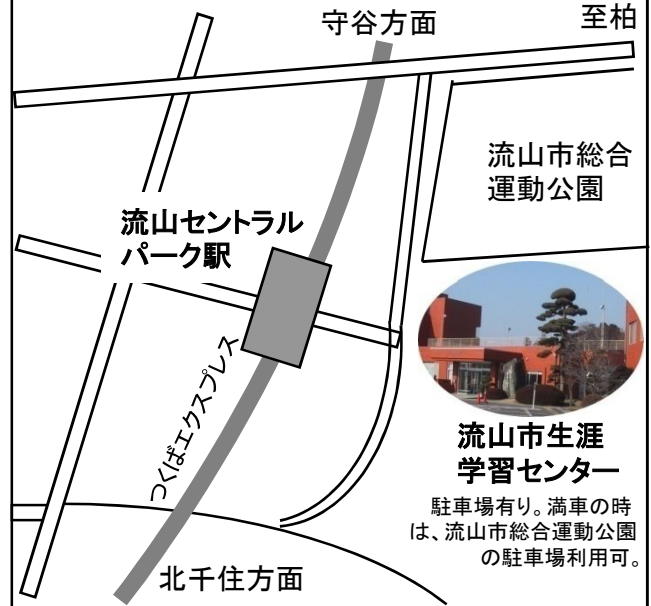 守谷方面
至柏
流山市総合
運動公園
流山セントラル
パーク駅
つくばエクスプレス
流山市生涯
学習センター
駐車場有り。満車の時
は、流山市総合運動公園
の駐車場利用可。
北千住方面